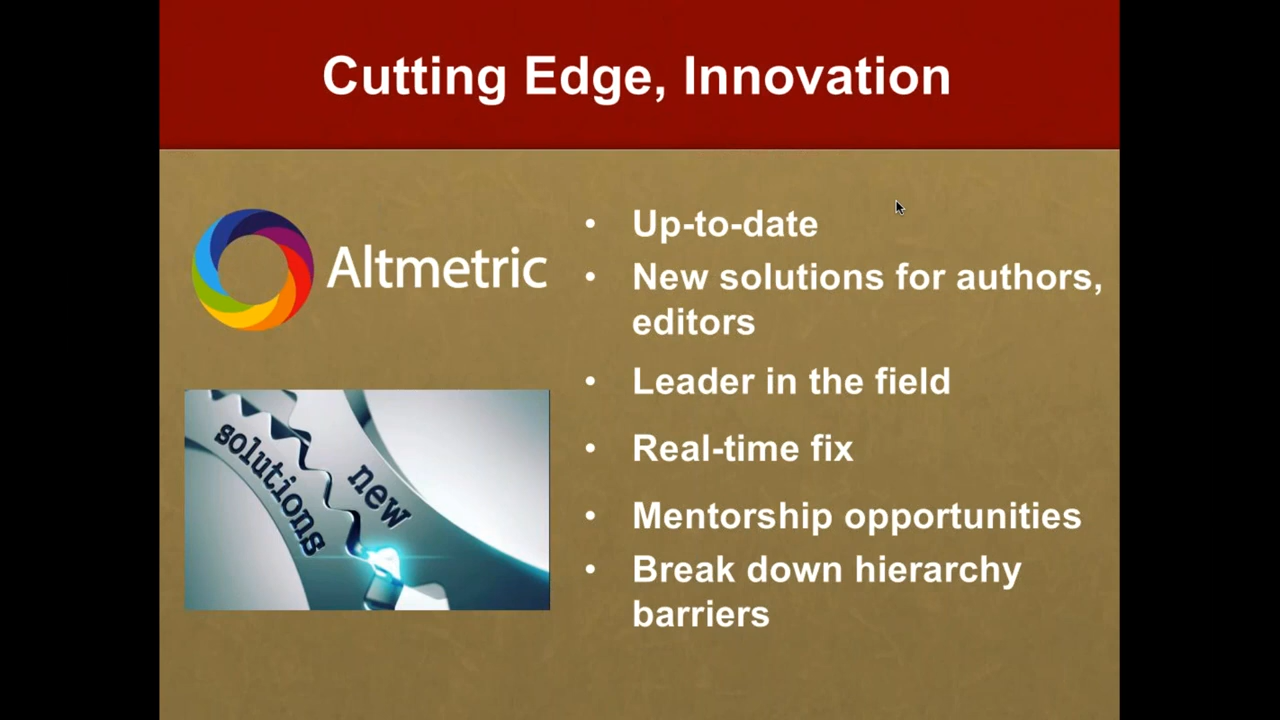 Cutting Edge, Innovation
Altmetric
solutions
new
• Up-to-date
• New solutions for authors,
editors
• Leader in the field
• Real-time fix
• Mentorship opportunities
• Break down hierarchy
barriers